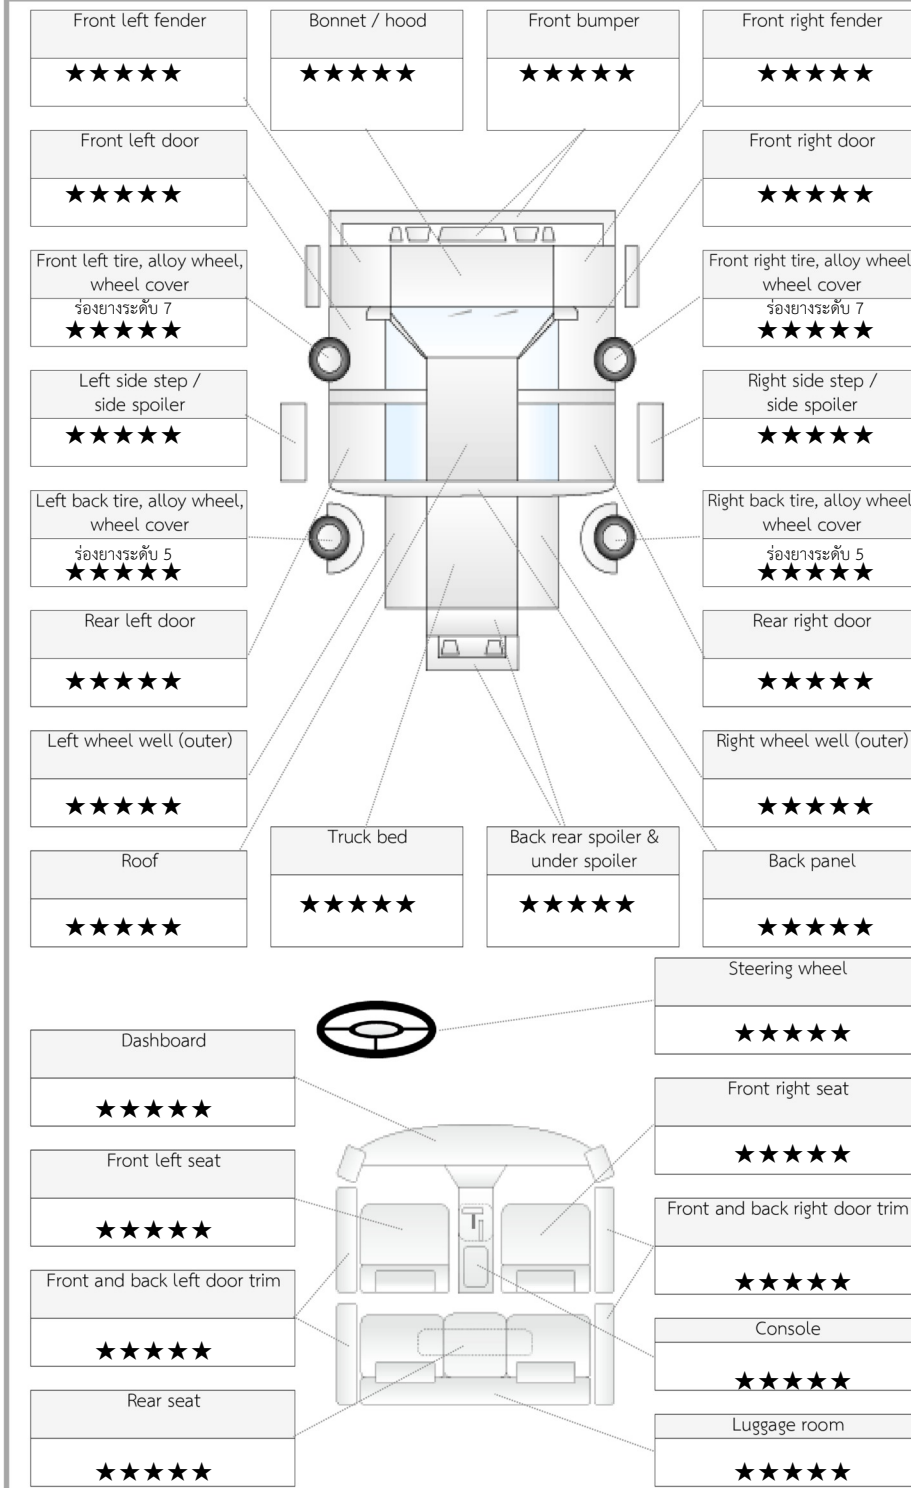 Front left fender
★★★★★
Bonnet / hood
★★★★★
Front bumper
★★★★★
Front right fender
★★★★★
Front left door
★★★★★
Front right door
★★★★★
Front left tire, alloy wheel,
wheel cover
ร่องยางระดับ 7
★★★★★
Front right tire, alloy wheel
wheel cover
ร่องยางระดับ 7
★★★★★
Left side step /
side spoiler
★★★★★
Right side step /
side spoiler
★★★★★
Left back tire, alloy wheel,
wheel cover
ร่องยางระดับ 5
★★★★★
Right back tire, alloy wheel
wheel cover
ร่องยางระดับ 5
★★★★★
Rear left door
★★★★★
Rear right door
★★★★★
Left wheel well (outer)
★★★★★
Right wheel well (outer)
★★★★★
Roof
★★★★★
Truck bed
★★★★★
Back rear spoiler &
under spoiler
★★★★★
Back panel
★★★★★
Steering wheel
★★★★★
Dashboard
★★★★★
Front right seat
★★★★★
Front left seat
★★★★★
Front and back right door trim
★★★★★
Front and back left door trim
★★★★★
Console
★★★★★
Rear seat
★★★★★
Luggage room
★★★★★